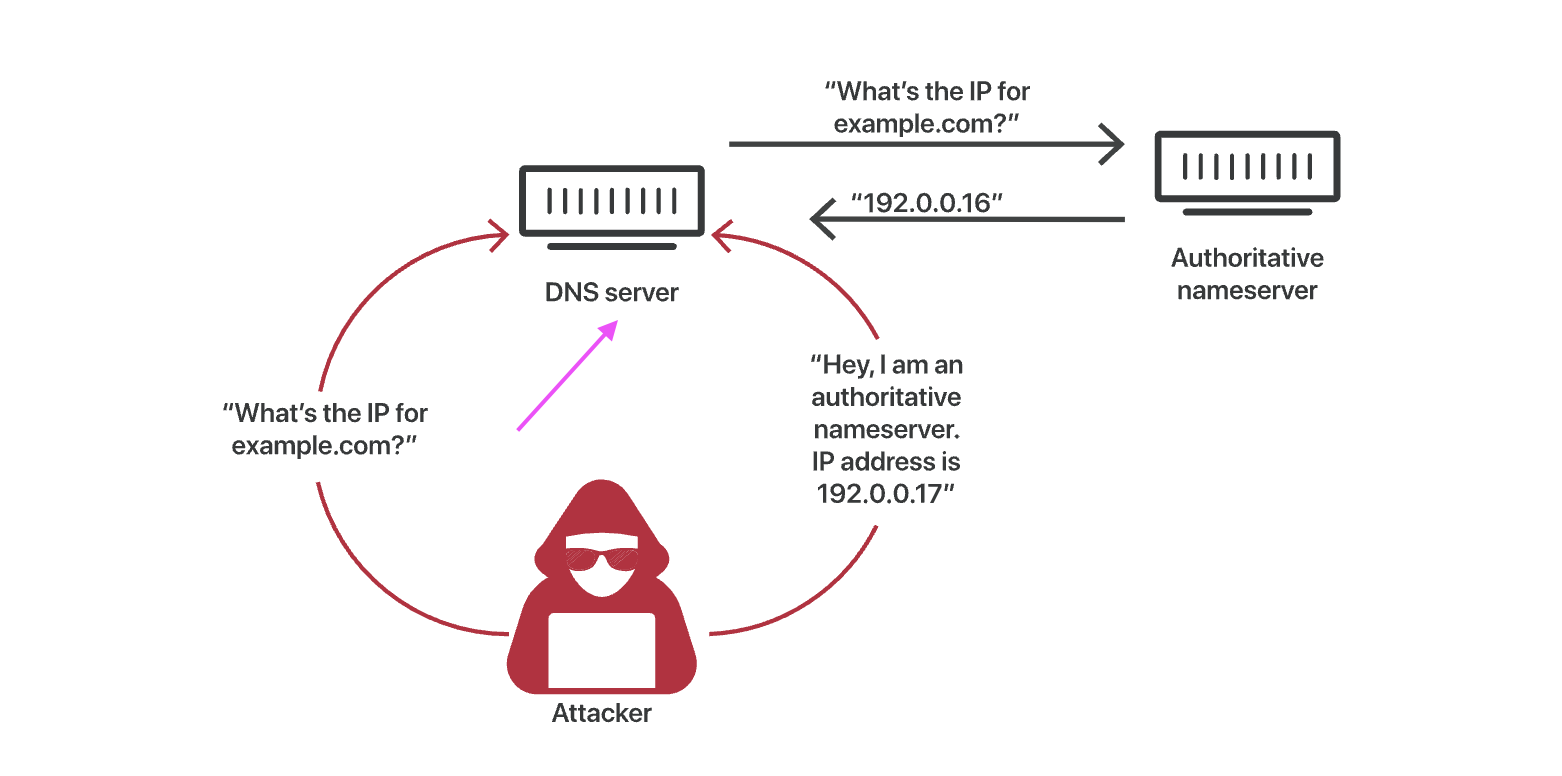 “What’s the IP for
example.com?”
“192.0.0.16”
DNS server
Authoritative
nameserver
“What’s the IP for
example.com?”
“Hey, I am an
authoritative
nameserver.
IP address is
192.0.0.17”
Attacker